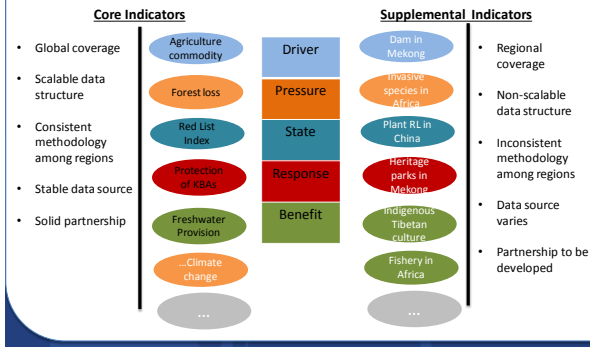 Core Indicators
Supplemental Indicators
• Global coverage
• Scalable data
structure
• Consistent
methodology
among regions
• Stable data source
• Solid partnership
Agriculture
commodity
Forest loss
Red List
Index
Protection
of KBAs
Freshwater
Provision
...Climate
change
...
Driver
Pressure
State
Response
Benefit
Dam in
Mekong
Invasive
species in
Africa
Plant RL in
China
Heritage
parks in
Mekong
Indigenous
Tibetan
culture
Fishery in
Africa
...
• Regional
coverage
• Non-scalable
data structure
• Inconsistent
methodology
among regions
• Data source
varies
• Partnership to be
developed